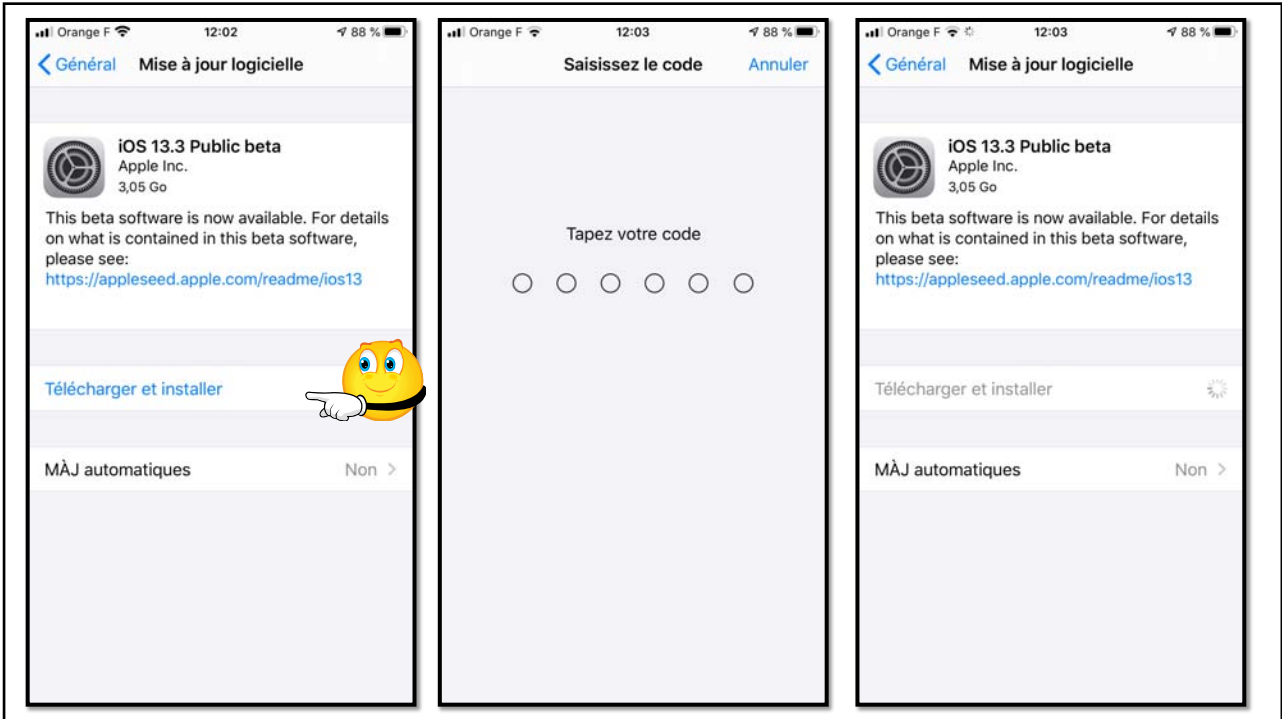 Orange F 12:02 88 %
Général Mise à jour logicielle
iOS 13.3 Public beta
Apple Inc.
3,05 Go
This beta software is now available. For details
on what is contained in this beta software,
please see:
https://appleseed.apple.com/readme/ios13
Télécharger et installer
MÀJ automatiques Non
Orange F 12:03 88 %
Saisissez le code Annuler
Tapez votre code
Orange F 12:03 88 %
Général Mise à jour logicielle
iOS 13.3 Public beta
Apple Inc.
3,05 Go
This beta software is now available. For details
on what is contained in this beta software,
please see:
https://appleseed.apple.com/readme/ios13
Télécharger et installer
MÀJ automatiques Non